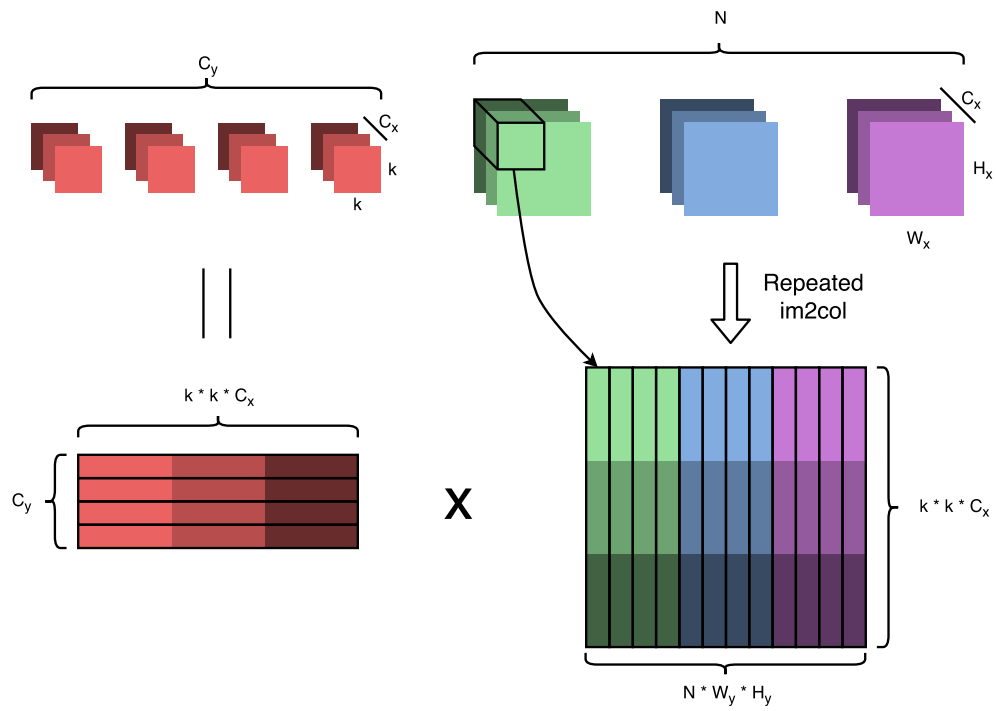 N
C_y
C_x
k
k
C_x
H_x
W_x
Repeated
im2col
k * k * C_x
C_y
X
k * k * C_x
N * W_y * H_y